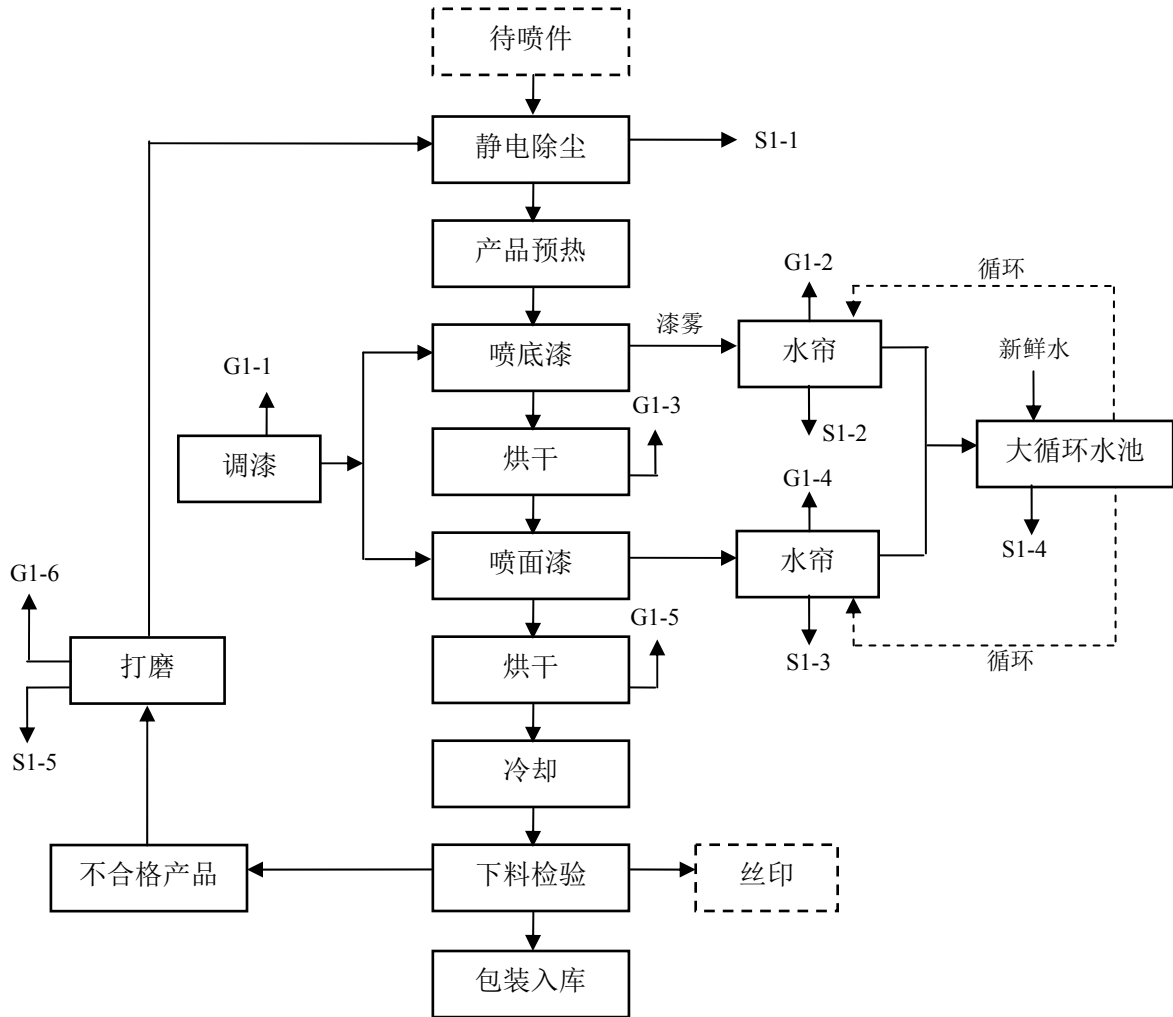 待喷件
静电除尘
S1-1
产品预热
G1-2
循环
漆雾
喷底漆
水帘
新鲜水
G1-1
G1-3
S1-2
调漆
烘干
大循环水池
G1-4
喷面漆
水帘
S1-4
G1-6
G1-5
打磨
烘干
S1-3
循环
S1-5
冷却
不合格产品
下料检验
丝印
包装入库